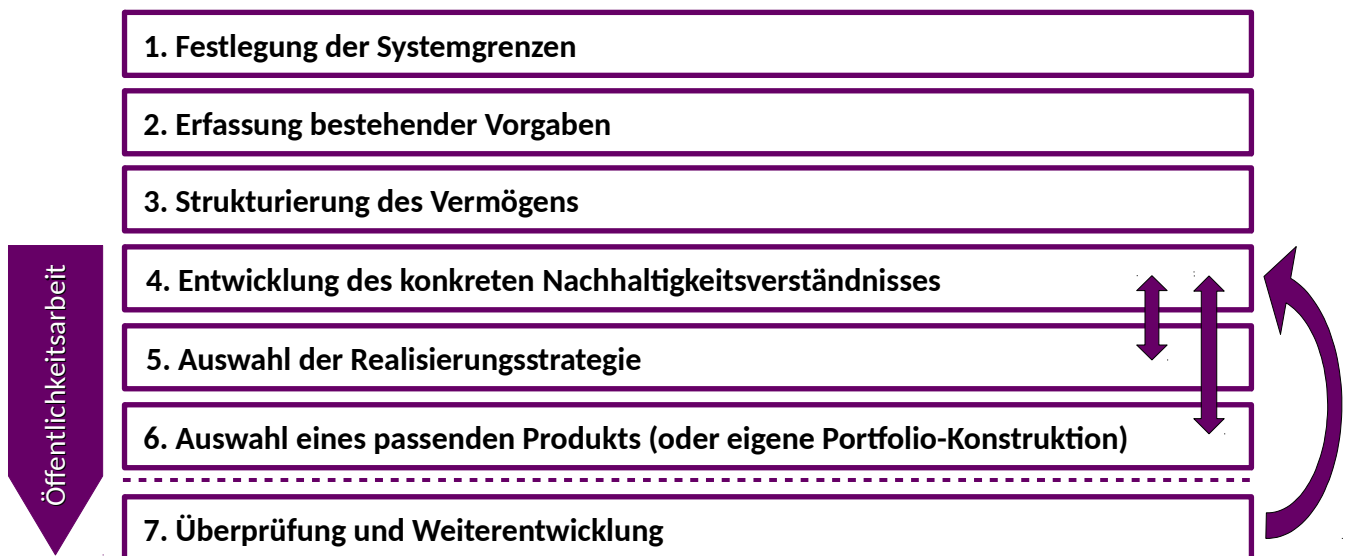 1. Festlegung der Systemgrenzen
2. Erfassung bestehender Vorgaben
3. Strukturierung des Vermögens
4. Entwicklung des konkreten Nachhaltigkeitsverständnisses
5. Auswahl der Realisierungsstrategie
6. Auswahl eines passenden Produkts (oder eigene Portfolio-Konstruktion)
7. Überprüfung und Weiterentwicklung
Öffentlichkeitsarbeit